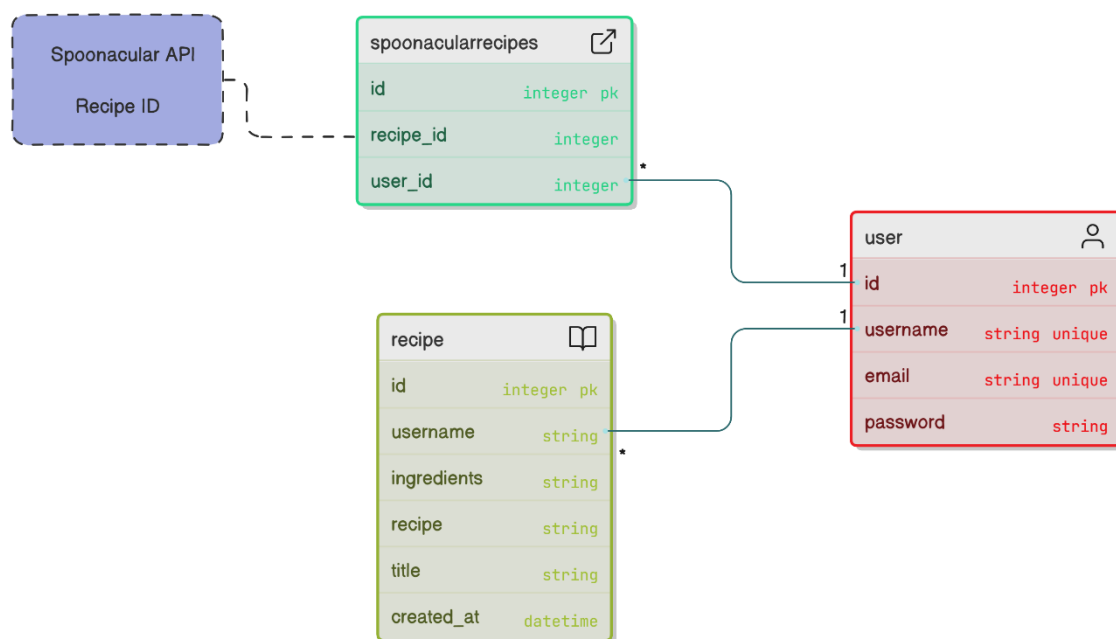 Spoonacular API
Recipe ID
spoonacularrecipes
id integer pk
recipe_id integer
user_id integer
*
1
1
*
user
id integer pk
username string unique
email string unique
password string
recipe
id integer pk
username string
ingredients string
recipe string
title string
created_at datetime